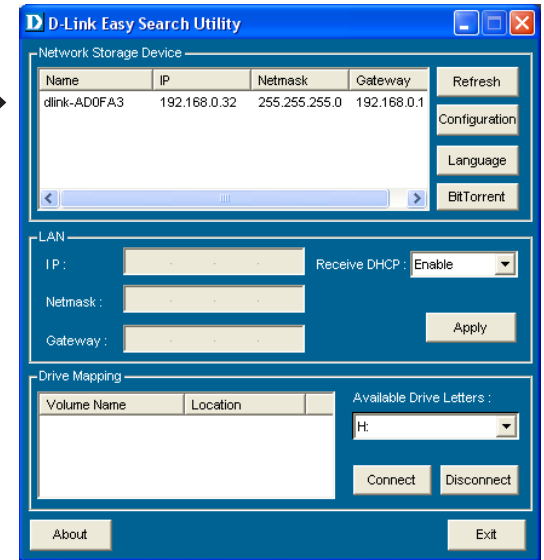 D-Link Easy Search Utility
Network Storage Device
Name IP Netmask Gateway
dlink-AD0FA3 192.168.0.32 255.255.255.0 192.168.0.1
Refresh
Configuration
Language
BitTorrent
LAN
IP :
Receive DHCP : Enable
Netmask :
Gateway :
Apply
Drive Mapping
Volume Name Location
Available Drive Letters :
H:
Connect Disconnect
About Exit